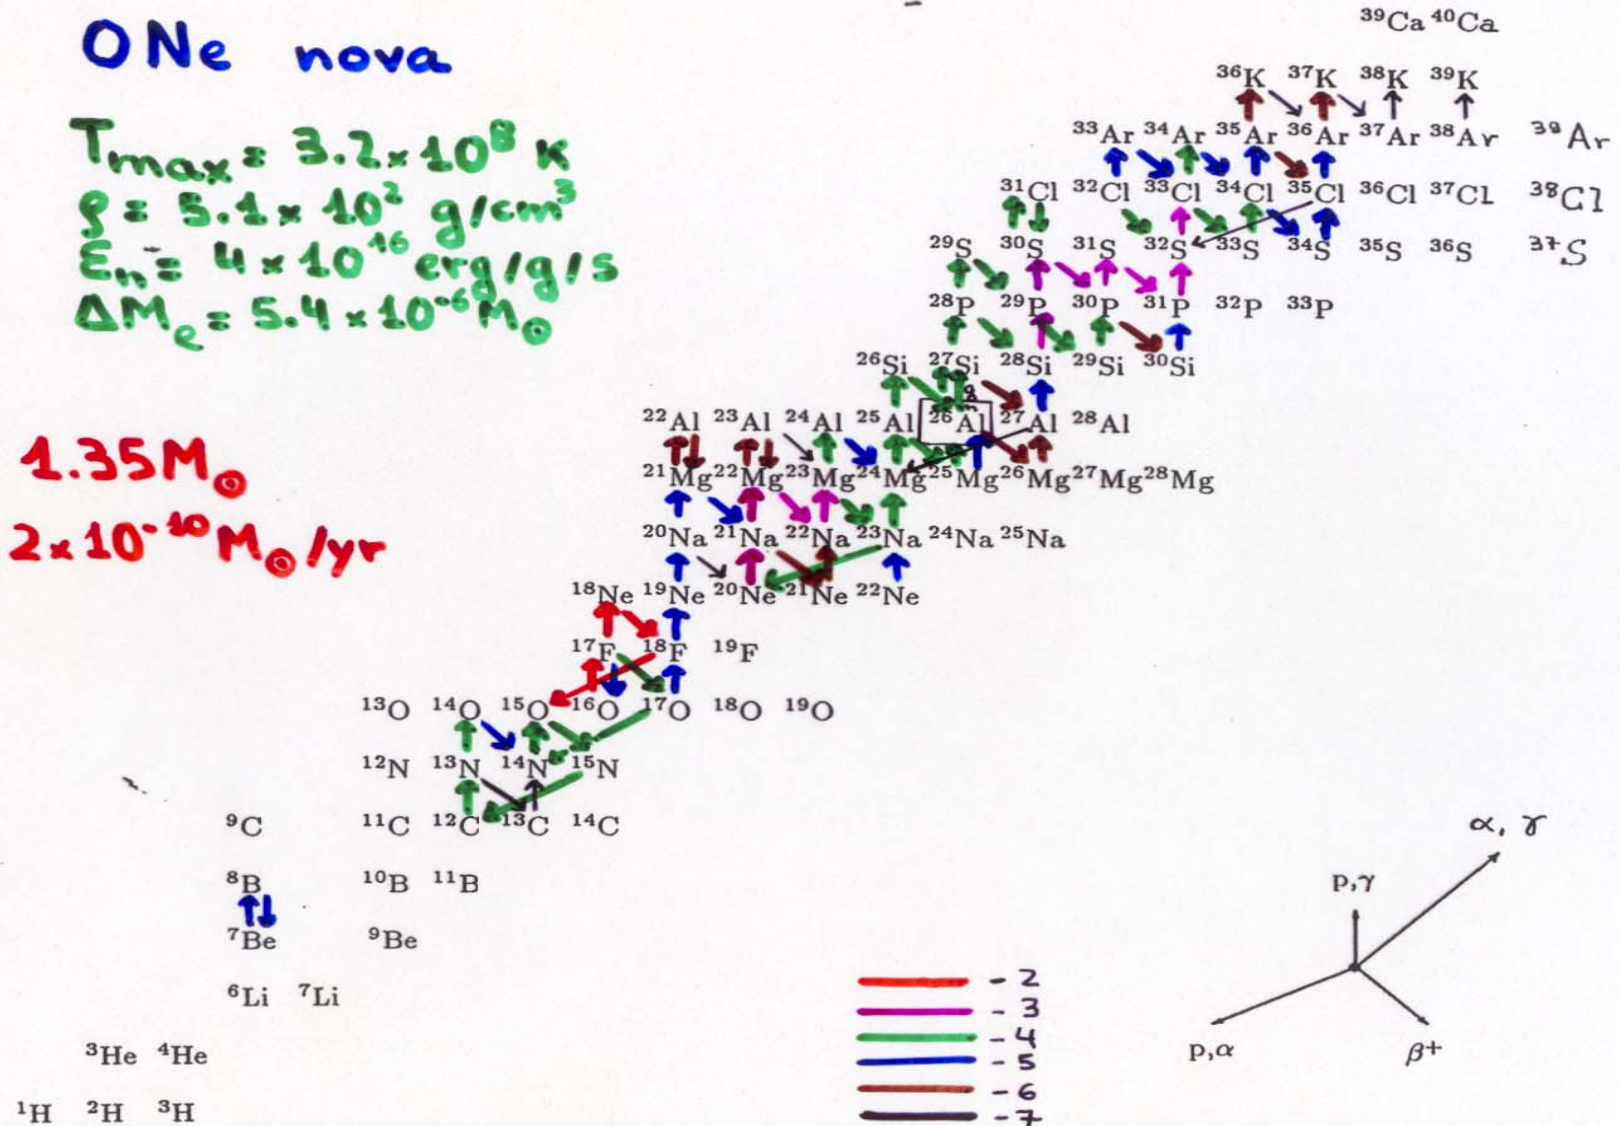 ONe nova
Tmax = 3.2 x 10⁸ K
ρ = 5.1 x 10² g/cm³
εn = 4 x 10¹⁶ erg/g/s
ΔMe = 5.4 x 10⁻⁶ M⊙
1.35 M⊙
2 x 10⁻¹⁰ M⊙/yr
³⁹Ca ⁴⁰Ca
³⁶K ³⁷K ³⁸K ³⁹K
³³Ar ³⁴Ar ³⁵Ar ³⁶Ar ³⁷Ar ³⁸Ar ³⁹Ar
³¹Cl ³²Cl ³³Cl ³⁴Cl ³⁵Cl ³⁶Cl ³⁷Cl ³⁸Cl
²⁹S ³⁰S ³¹S ³²S ³³S ³⁴S ³⁵S ³⁶S ³⁷S
²⁸P ²⁹P ³⁰P ³¹P ³²P ³³P
²⁶Si ²⁷Si ²⁸Si ²⁹Si ³⁰Si
²²Al ²³Al ²⁴Al ²⁵Al ²⁶Al ²⁷Al ²⁸Al
²¹Mg ²²Mg ²³Mg ²⁴Mg ²⁵Mg ²⁶Mg ²⁷Mg ²⁸Mg
²⁰Na ²¹Na ²²Na ²³Na ²⁴Na ²⁵Na
¹⁸Ne ¹⁹Ne ²⁰Ne ²¹Ne ²²Ne
¹⁷F ¹⁸F ¹⁹F
¹³O ¹⁴O ¹⁵O ¹⁶O ¹⁷O ¹⁸O ¹⁹O
¹²N ¹³N ¹⁴N ¹⁵N
⁹C ¹¹C ¹²C ¹³C ¹⁴C
⁸B ¹⁰B ¹¹B
⁷Be ⁹Be
⁶Li ⁷Li
³He ⁴He
¹H ²H ³H
- 2
- 3
- 4
- 5
- 6
- 7
α, γ
p,γ
p,α
β⁺